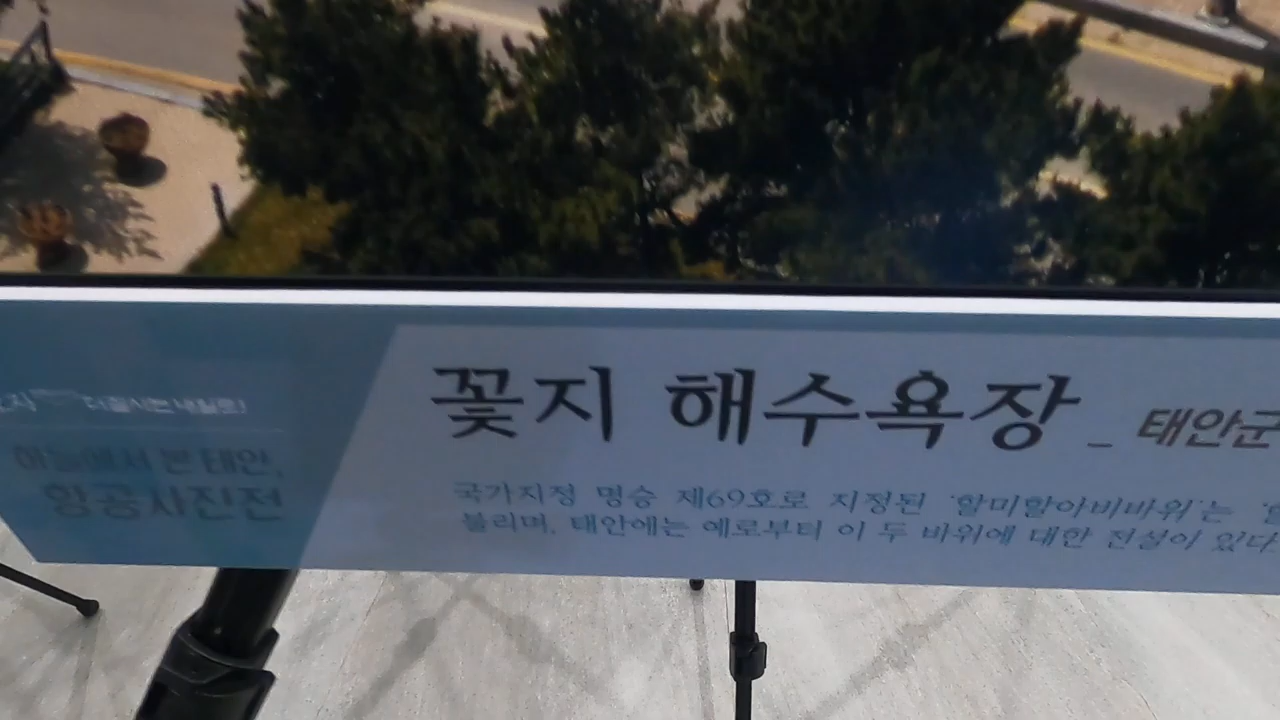 하늘에서 본 태안,
항공사진전
꽃지 해수욕장 _ 태안군
국가지정 명승 제69호로 지정된 '할미할아비바위'는
불리며, 태안에는 예로부터 이 두 바위에 대한 전설이 있다.